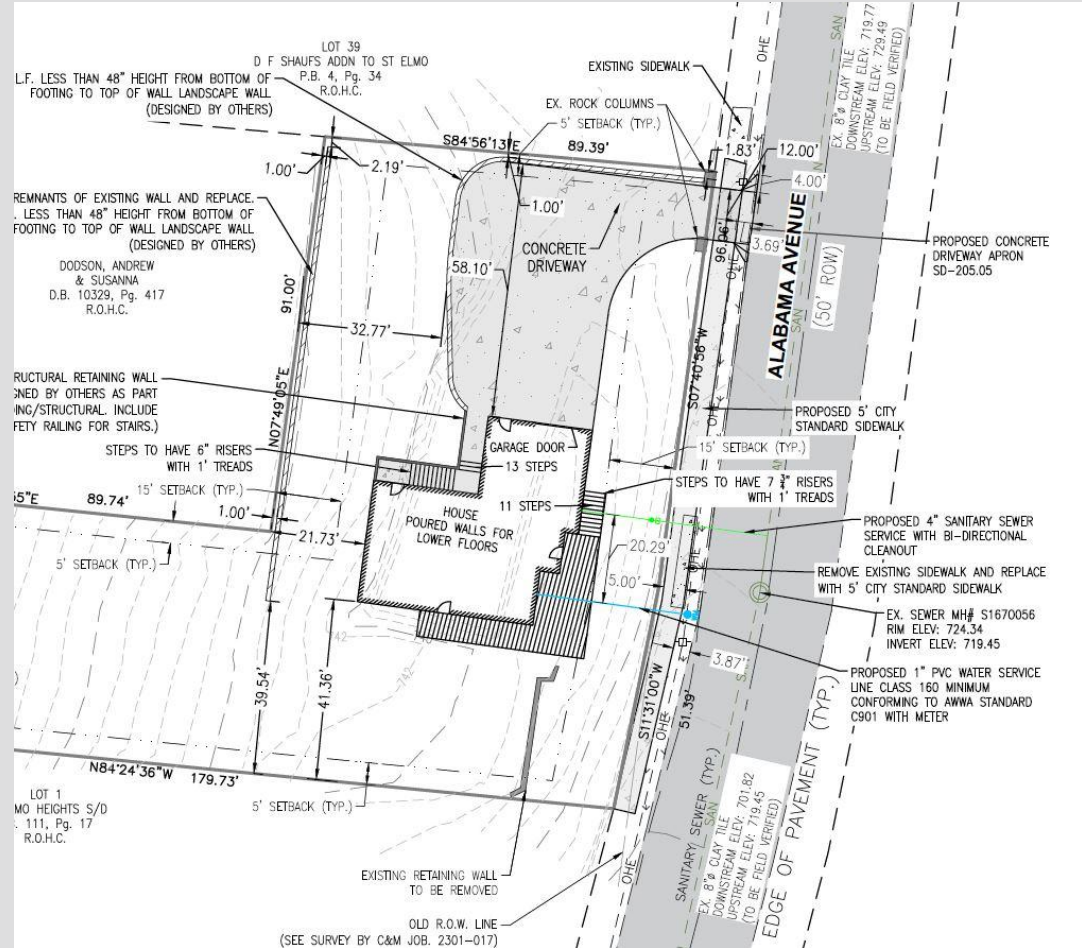 LOT 39
D F SHAUFS ADDN TO ST ELMO
P.B. 4, Pg. 34
R.O.H.C.
L.F. LESS THAN 48" HEIGHT FROM BOTTOM OF
FOOTING TO TOP OF WALL LANDSCAPE WALL
(DESIGNED BY OTHERS)
EXISTING SIDEWALK
EX. ROCK COLUMNS
5' SETBACK (TYP.)
OHE
SAN
EX. 8"ø CLAY TILE
DOWNSTREAM ELEV: 719.77
UPSTREAM ELEV: 729.49
(TO BE FIELD VERIFIED)
S84°56'13"E 89.39'
1.83'
12.00'
4.00'
1.00'
2.19'
1.00'
REMNANTS OF EXISTING WALL AND REPLACE.
. LESS THAN 48" HEIGHT FROM BOTTOM OF
FOOTING TO TOP OF WALL LANDSCAPE WALL
(DESIGNED BY OTHERS)
CONCRETE
DRIVEWAY
96.96'
3.69'
OHE
ALABAMA AVENUE
(50' ROW)
SAN
PROPOSED CONCRETE
DRIVEWAY APRON
SD-205.05
DODSON, ANDREW
& SUSANNA
D.B. 10329, Pg. 417
R.O.H.C.
58.10'
91.00'
32.77'
N07°49'05"E
S07°40'56"W
OHE
RUCTURAL RETAINING WALL
GNED BY OTHERS AS PART
ING/STRUCTURAL. INCLUDE
FETY RAILING FOR STAIRS.)
PROPOSED 5' CITY
STANDARD SIDEWALK
STEPS TO HAVE 6" RISERS
WITH 1' TREADS
GARAGE DOOR
13 STEPS
15' SETBACK (TYP.)
STEPS TO HAVE 7 RISERS
WITH 1' TREADS
15' SETBACK (TYP.)
89.74'
1.00'
11 STEPS
HOUSE
POURED WALLS FOR
LOWER FLOORS
21.73'
5' SETBACK (TYP.)
20.29'
5.00'
OHE
PROPOSED 4" SANITARY SEWER
SERVICE WITH BI-DIRECTIONAL
CLEANOUT
REMOVE EXISTING SIDEWALK AND REPLACE
WITH 5' CITY STANDARD SIDEWALK
EX. SEWER MH# S1670056
RIM ELEV: 724.34
INVERT ELEV: 719.45
742
742
3.87'
PROPOSED 1" PVC WATER SERVICE
LINE CLASS 160 MINIMUM
CONFORMING TO AWWA STANDARD
C901 WITH METER
39.54'
41.36'
S11°31'00"W
51.39'
OHE
N84°24'36"W 179.73'
5' SETBACK (TYP.)
LOT 1
MO HEIGHTS S/D
. 111, Pg. 17
R.O.H.C.
SANITARY SEWER (TYP.)
SAN
EX. 8"ø CLAY TILE
DOWNSTREAM ELEV: 701.82
UPSTREAM ELEV: 719.45
(TO BE FIELD VERIFIED)
EDGE OF PAVEMENT (TYP.)
OHE
EXISTING RETAINING WALL
TO BE REMOVED
OLD R.O.W. LINE
(SEE SURVEY BY C&M JOB. 2301-017)